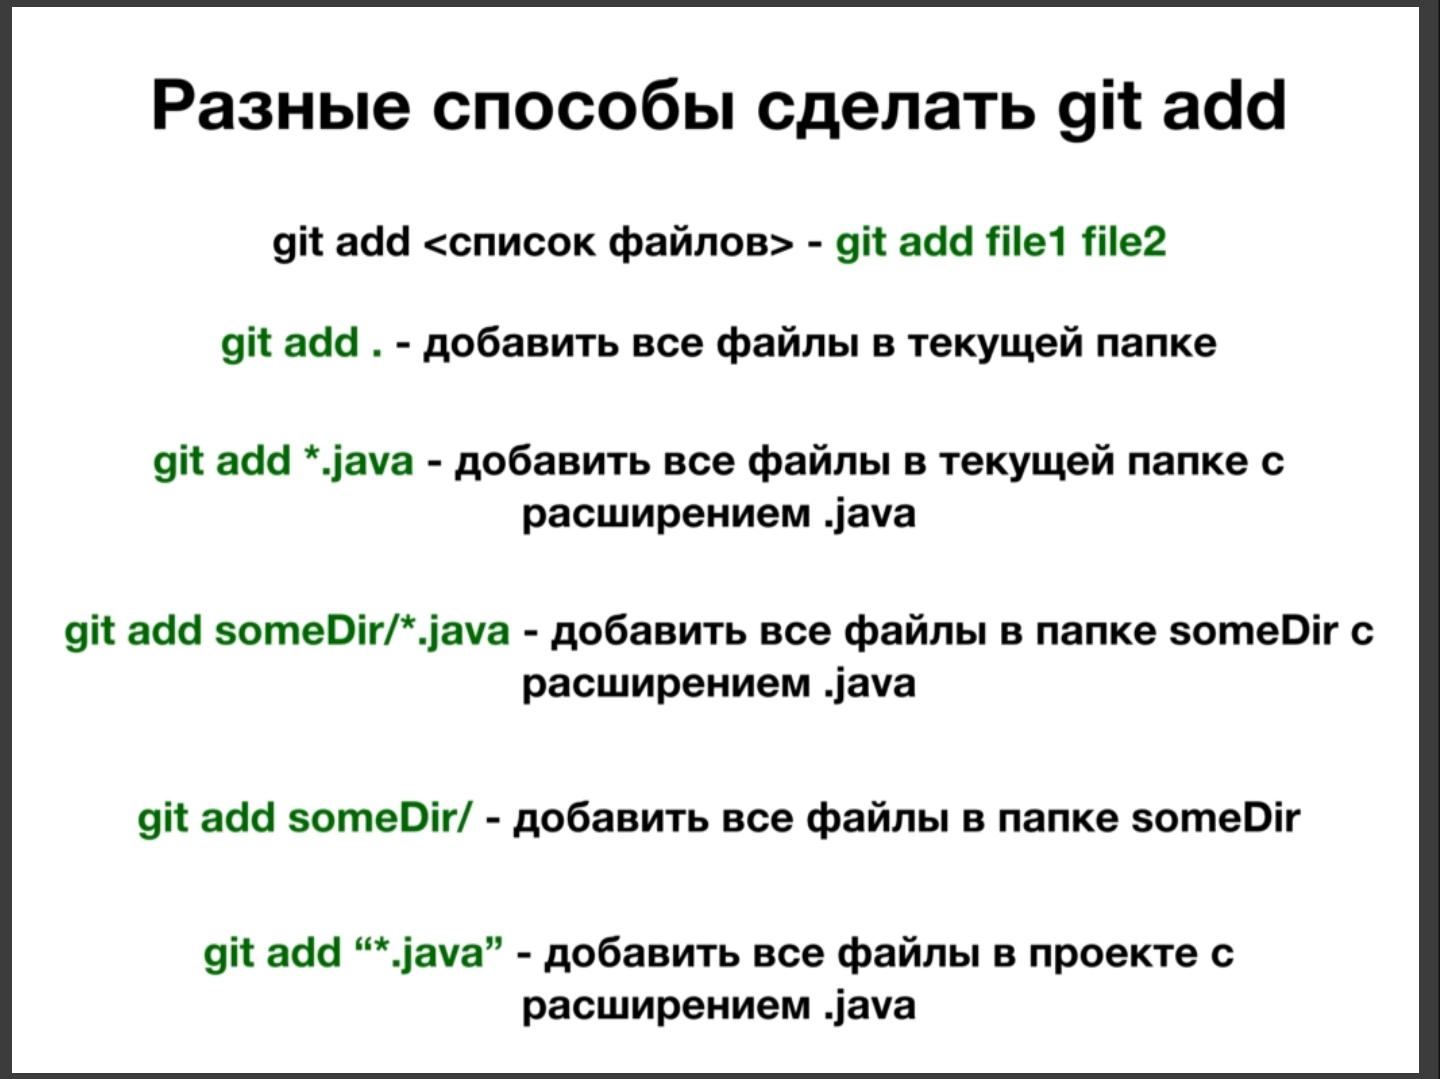 Разные способы сделать git add
git add <список файлов> - git add file1 file2
git add . - добавить все файлы в текущей папке
git add *.java - добавить все файлы в текущей папке с
расширением .java
git add someDir/*.java - добавить все файлы в папке someDir с
расширением .java
git add someDir/ - добавить все файлы в папке someDir
git add “*.java” - добавить все файлы в проекте с
расширением .java